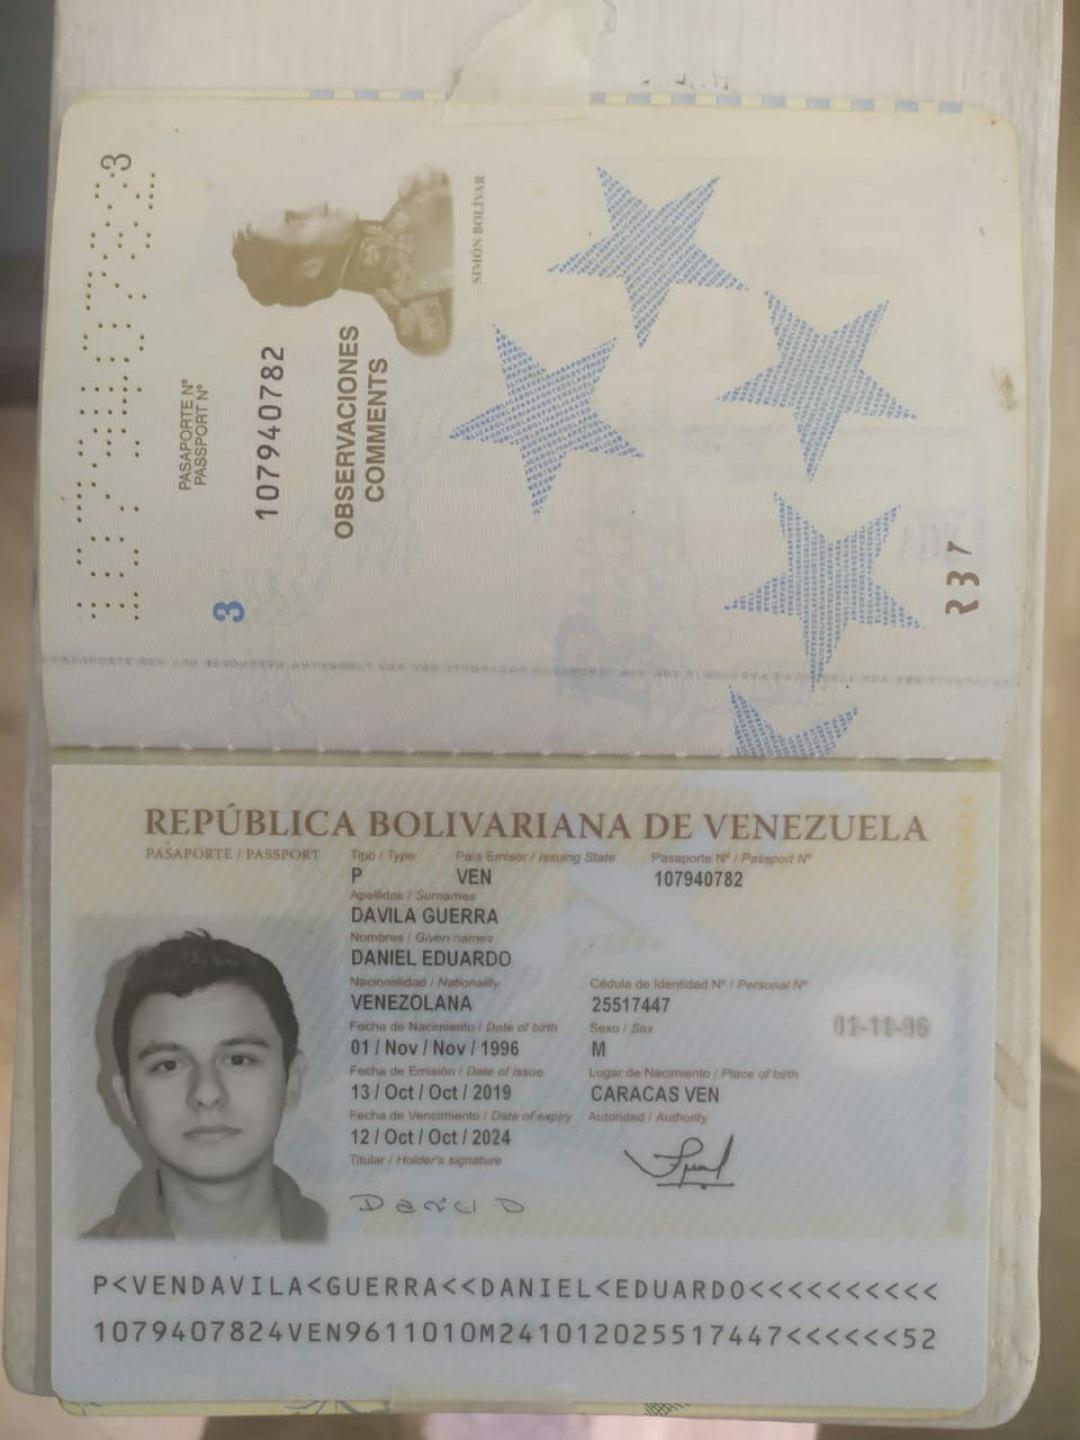 107940782
PASAPORTE Nº
PASSPORT Nº
107940782
3
OBSERVACIONES
COMMENTS
SIMÓN BOLÍVAR
REPÚBLICA BOLIVARIANA DE VENEZUELA
PASAPORTE / PASSPORT
Tipo / Type País Emisor / Issuing State Pasaporte Nº / Passport Nº
P VEN 107940782
Apellidos / Surnames
DAVILA GUERRA
Nombres / Given names
DANIEL EDUARDO
Nacionalidad / Nationality Cédula de Identidad Nº / Personal Nº
VENEZOLANA 25517447
Fecha de Nacimiento / Date of birth Sexo / Sex
01 / Nov / Nov / 1996 M
01-11-96
Fecha de Emisión / Date of issue Lugar de Nacimiento / Place of birth
13 / Oct / Oct / 2019 CARACAS VEN
Fecha de Vencimiento / Date of expiry Autoridad / Authority
12 / Oct / Oct / 2024
Titular / Holder's signature
Daniel D
P<VENDAVILA<GUERRA<<DANIEL<EDUARDO<<<<<<<<<<
1079407824VEN9611010M241012025517447<<<<<<52